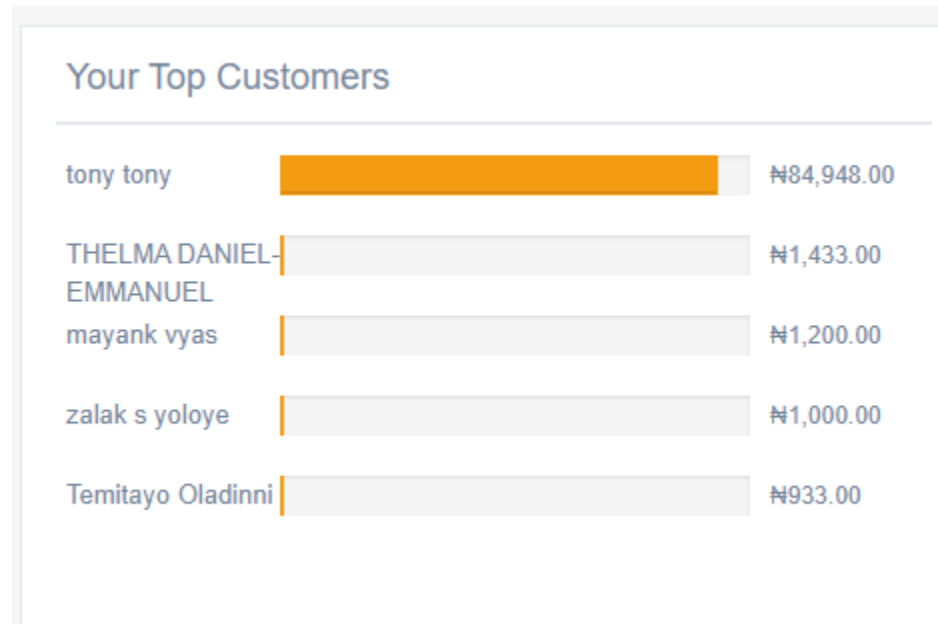 Your Top Customers
tony tony ₦84,948.00
THELMA DANIEL- ₦1,433.00
EMMANUEL
mayank vyas ₦1,200.00
zalak s yoloye ₦1,000.00
Temitayo Oladinni ₦933.00